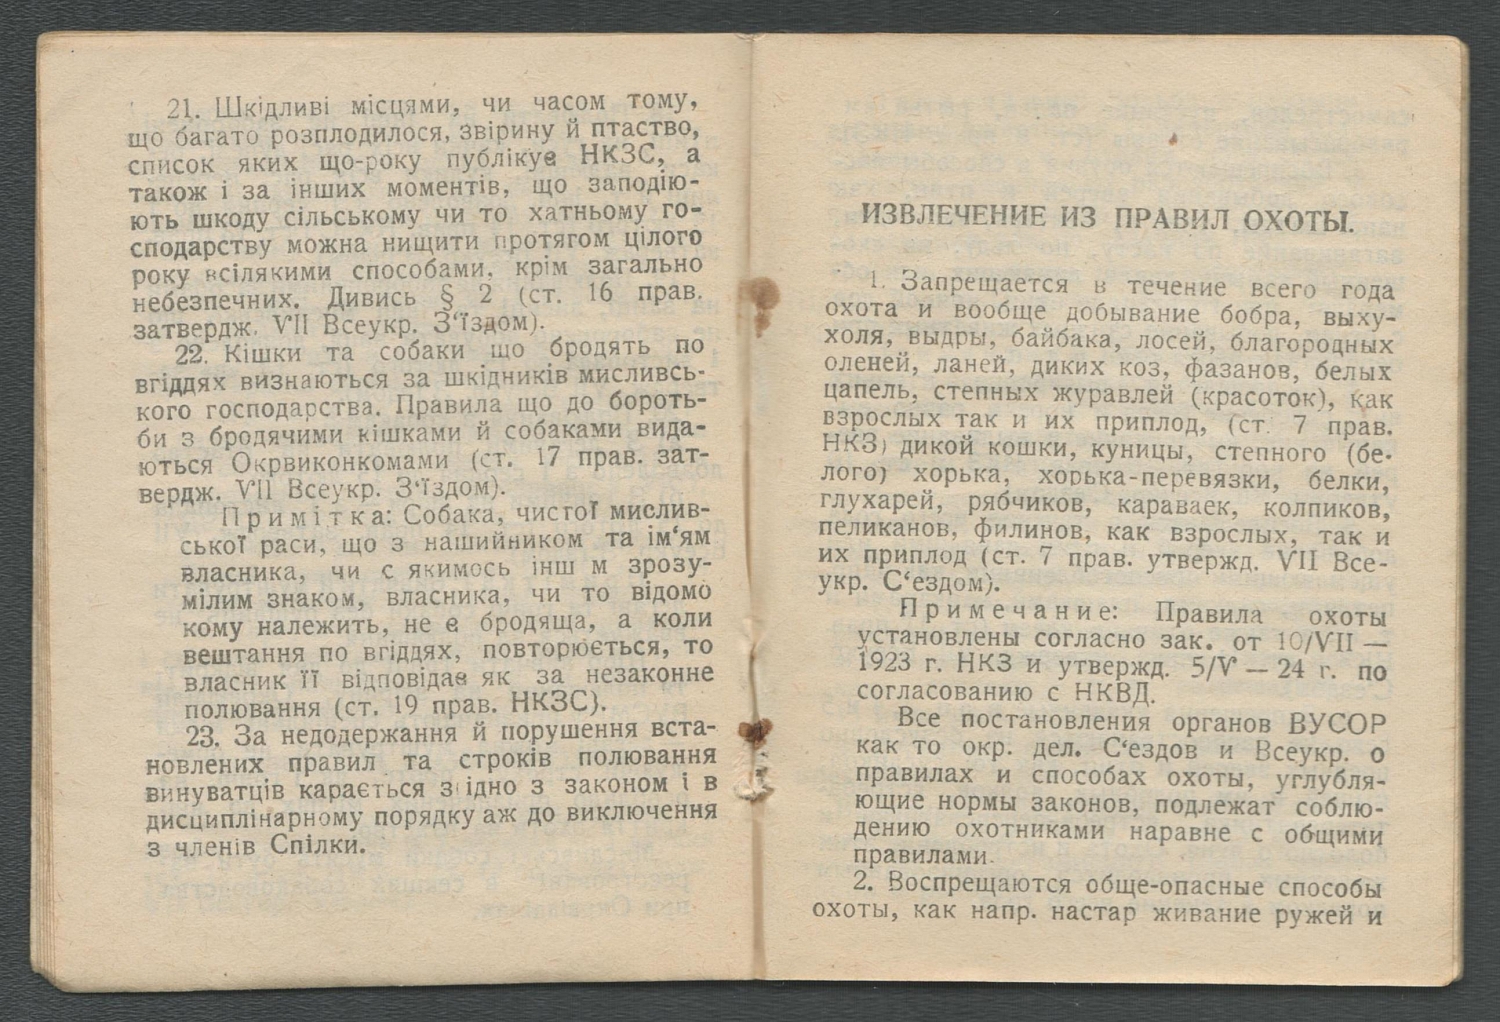 21. Шкідливі місцями, чи часом тому,
що багато розплодилося, звірину й птаство,
список яких що-року публікує НКЗС, а
також і за інших моментів, що заподію-
ють шкоду сільському чи то хатньому го-
сподарству можна нищити протягом цілого
року всілякими способами, крім загально
небезпечних. Дивись § 2 (ст. 16 прав.
затвердж. VII Всеукр. З‘їздом).
22. Кішки та собаки що бродять по
вгіддях визнаються за шкідників мисливсь-
кого господарства. Правила що до бороть-
би з бродячими кішками й собаками вида-
ються Окрвиконкомами (ст. 17 прав. зат-
вердж. VII Всеукр. З‘їздом).
Примітка: Собака, чистої мислив-
ської раси, що з нашийником та ім‘ям
власника, чи с якимось інш м зрозу-
мілим знаком, власника, чи то відомо
кому належить, не є бродяща, а коли
вештання по вгіддях, повторюється, то
власник її відповідає як за незаконне
полювання (ст. 19 прав. НКЗС).
23. За недодержання й порушення вста-
новлених правил та строків полювання
винуватців карається з ідно з законом і в
дисциплінарному порядку аж до виключення
з членів Спілки.
ИЗВЛЕЧЕНИЕ ИЗ ПРАВИЛ ОХОТЫ.
1. Запрещается в течение всего года
охота и вообще добывание бобра, выху-
холя, выдры, байбака, лосей, благородных
оленей, ланей, диких коз, фазанов, белых
цапель, степных журавлей (красоток), как
взрослых так и их приплод, (ст. 7 прав.
НКЗ) дикой кошки, куницы, степного (бе-
лого) хорька, хорька-перевязки, белки,
глухарей, рябчиков, караваек, колпиков,
пеликанов, филинов, как взрослых, так и
их приплод (ст. 7 прав. утвержд. VII Все-
укр. С‘ездом).
Примечание: Правила охоты
установлены согласно зак. от 10/VII —
1923 г. НКЗ и утвержд. 5/V — 24 г. по
согласованию с НКВД.
Все постановления органов ВУСОР
как то окр. дел. С‘ездов и Всеукр. о
правилах и способах охоты, углубля-
ющие нормы законов, подлежат соблю-
дению охотниками наравне с общими
правилами.
2. Воспрещаются обще-опасные способы
охоты, как напр. настар живание ружей и